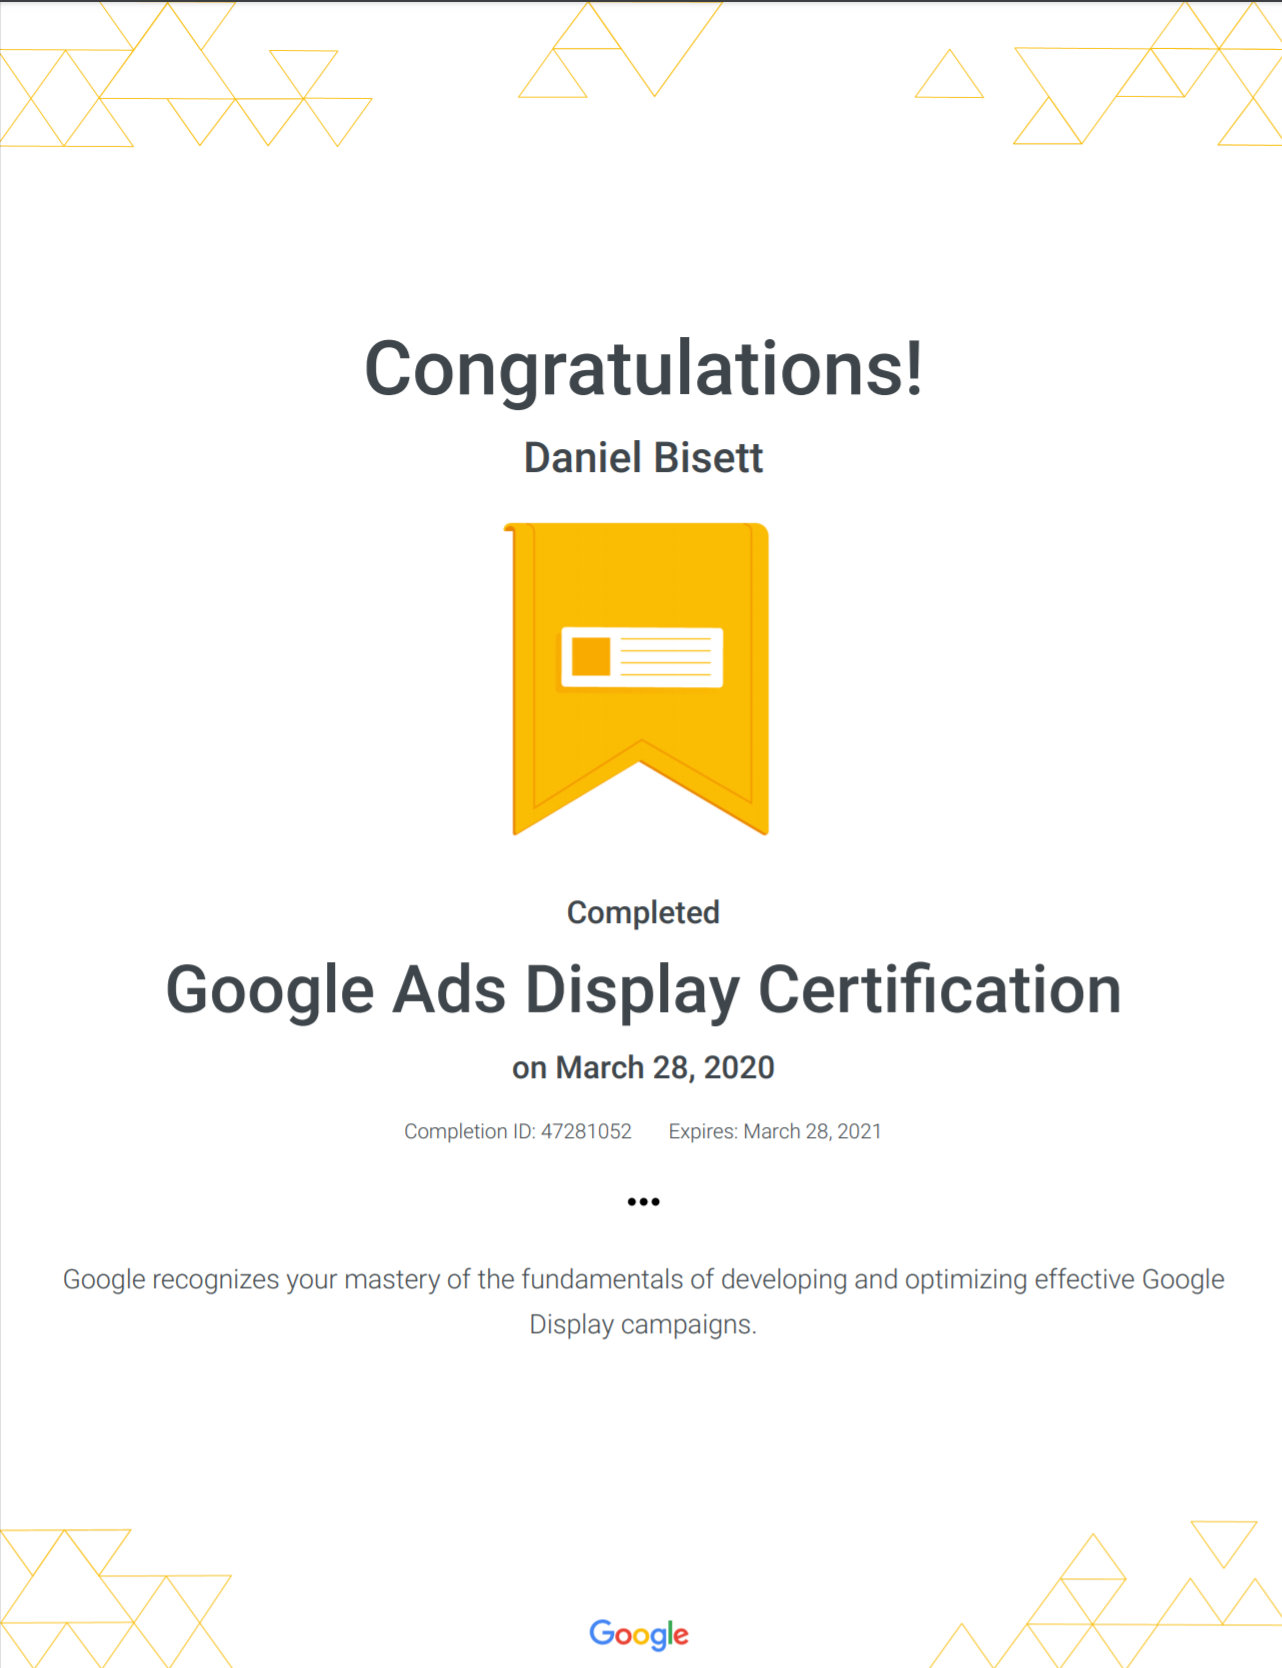 Congratulations!
Daniel Bisett
Completed
Google Ads Display Certification
on March 28, 2020
Completion ID: 47281052 Expires: March 28, 2021
•••
Google recognizes your mastery of the fundamentals of developing and optimizing effective Google
Display campaigns.
Google